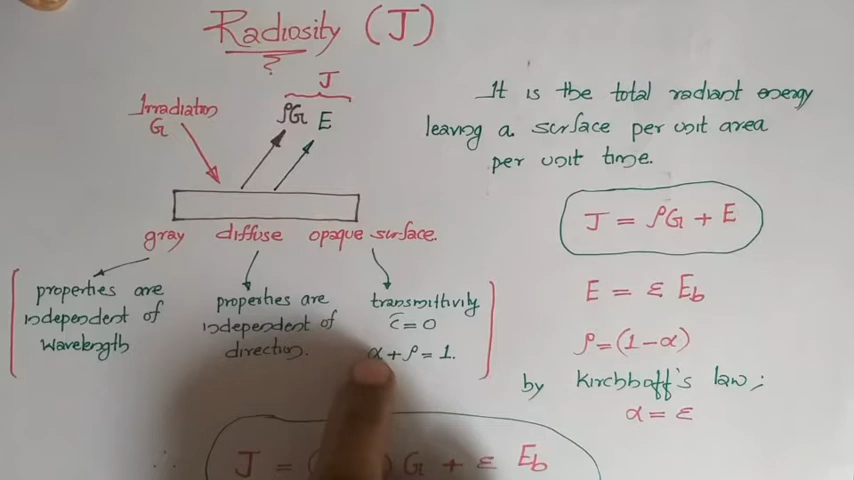 Radiosity (J)
?
J
Irradiation
G
ρG E
It is the total radiant energy
leaving a surface per unit area
per unit time.
J = ρG + E
gray diffuse opaque surface.
properties are
independent of
wavelength
properties are
independent of
direction.
transmittivity
τ = 0
α + ρ = 1.
E = ε Eb
ρ = (1 - α)
by Kirchhoff's law;
α = ε
∴ J = ( ) G + ε Eb